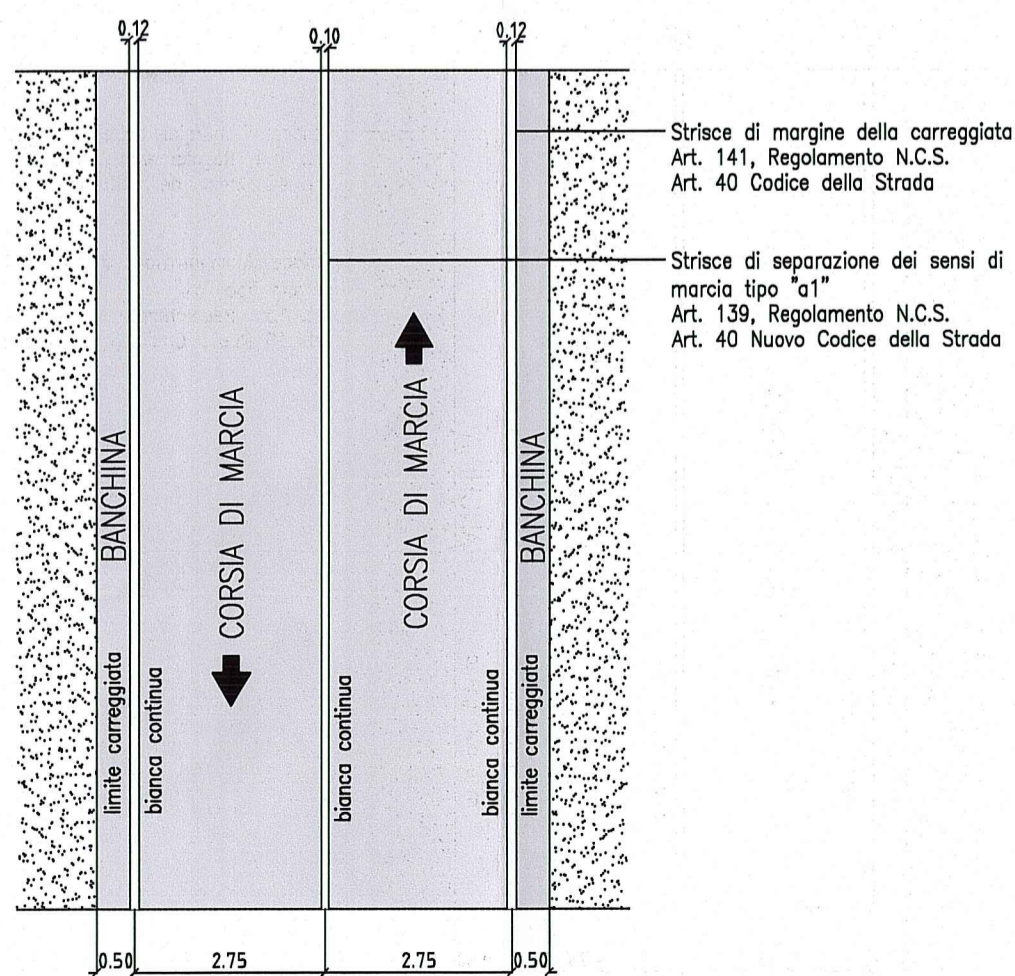 0.12
0.10
0.12
Strisce di margine della carreggiata
Art. 141, Regolamento N.C.S.
Art. 40 Codice della Strada
Strisce di separazione dei sensi di
marcia tipo "a1"
Art. 139, Regolamento N.C.S.
Art. 40 Nuovo Codice della Strada
BANCHINA
CORSIA DI MARCIA
CORSIA DI MARCIA
BANCHINA
limite carreggiata
bianca continua
bianca continua
bianca continua
limite carreggiata
0.50
2.75
2.75
0.50